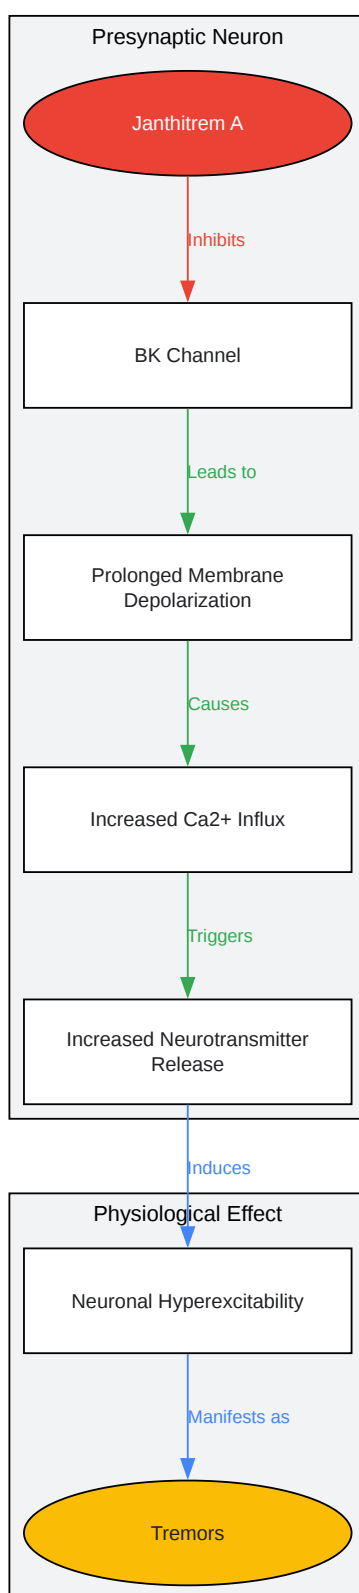 Presynaptic Neuron
Janthitrem A
Inhibits
BK Channel
Leads to
Prolonged Membrane
Depolarization
Causes
Increased Ca2+ Influx
Triggers
Increased Neurotransmitter
Release
Induces
Physiological Effect
Neuronal Hyperexcitability
Manifests as
Tremors